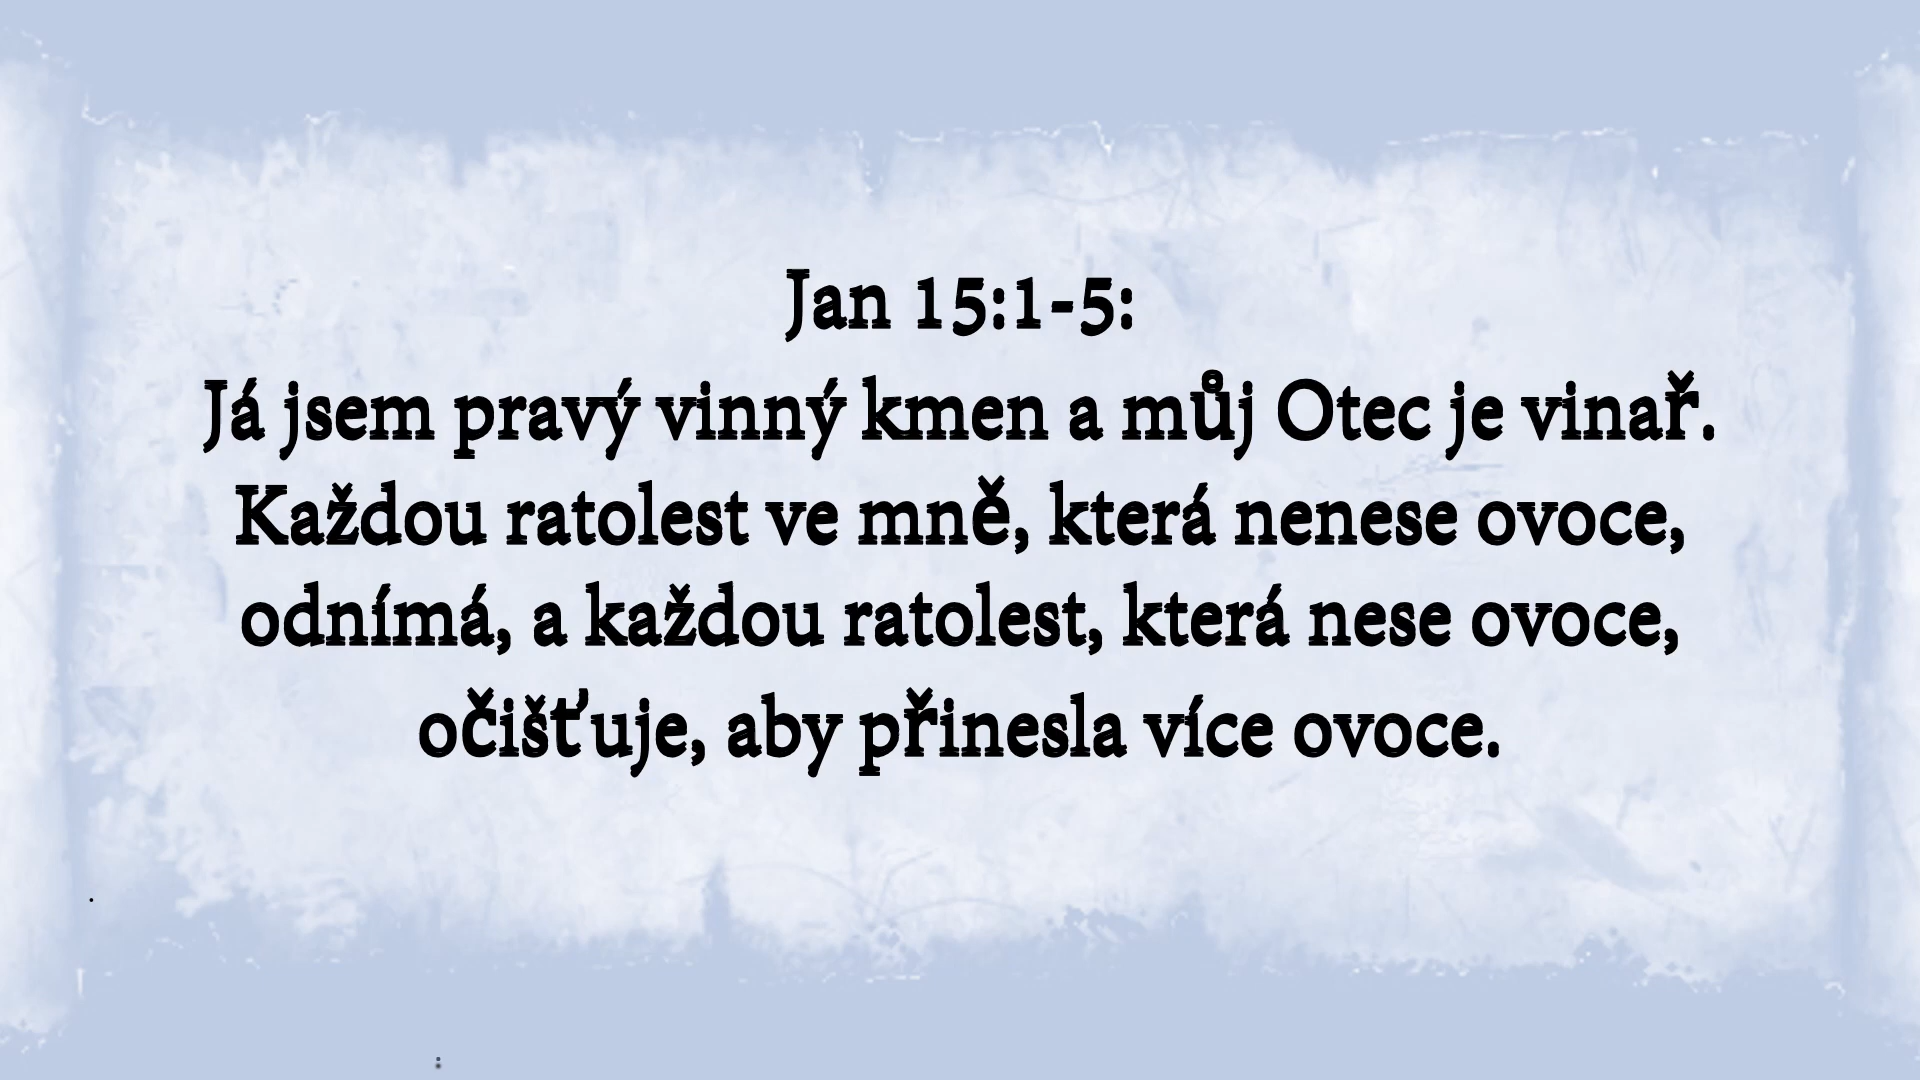 Jan 15:1-5:
Já jsem pravý vinný kmen a můj Otec je vinař.
Každou ratolest ve mně, která nenese ovoce,
odnímá, a každou ratolest, která nese ovoce,
očišťuje, aby přinesla více ovoce.
.
: